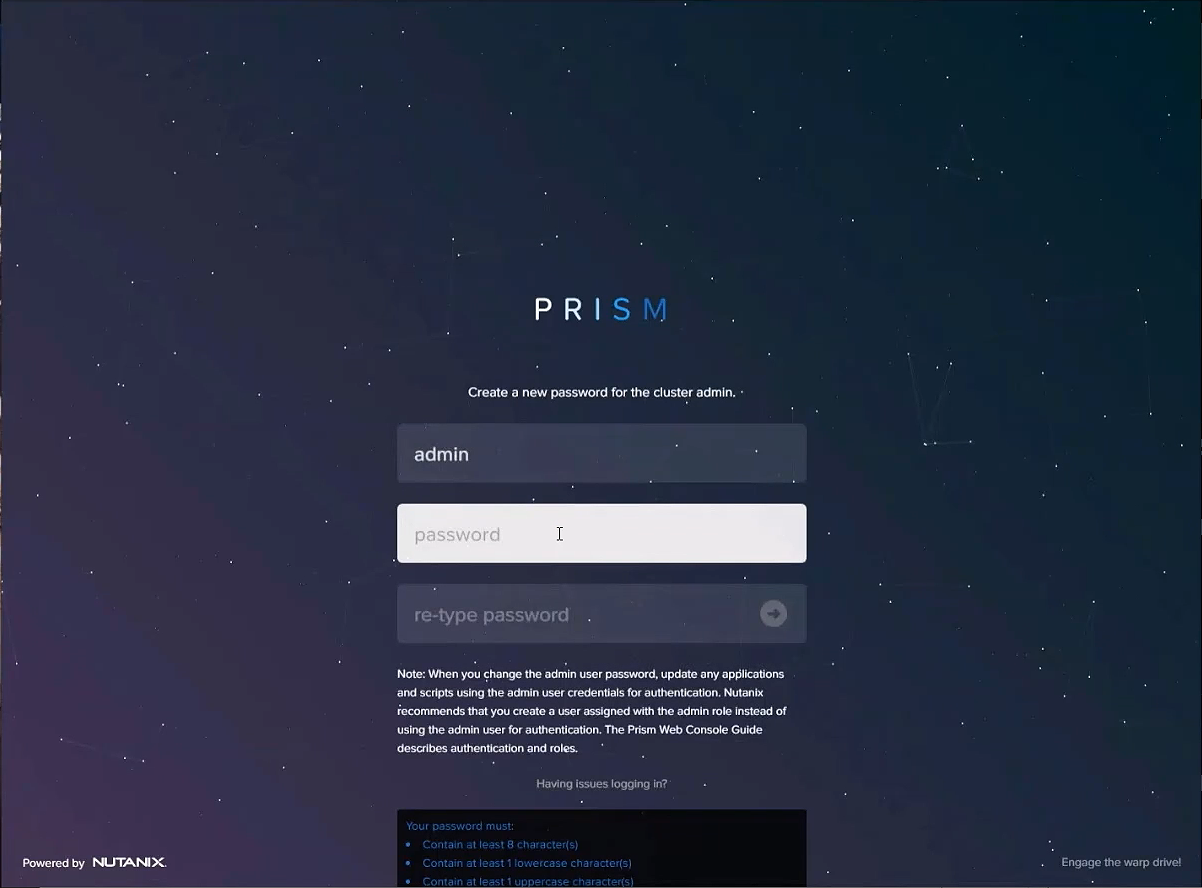 PRISM
Create a new password for the cluster admin.
admin
password
re-type password
Note: When you change the admin user password, update any applications
and scripts using the admin user credentials for authentication. Nutanix
recommends that you create a user assigned with the admin role instead of
using the admin user for authentication. The Prism Web Console Guide
describes authentication and roles.
Having issues logging in?
Your password must:
• Contain at least 8 character(s)
• Contain at least 1 lowercase character(s)
• Contain at least 1 uppercase character(s)
Powered by NUTANIX.
Engage the warp drive!